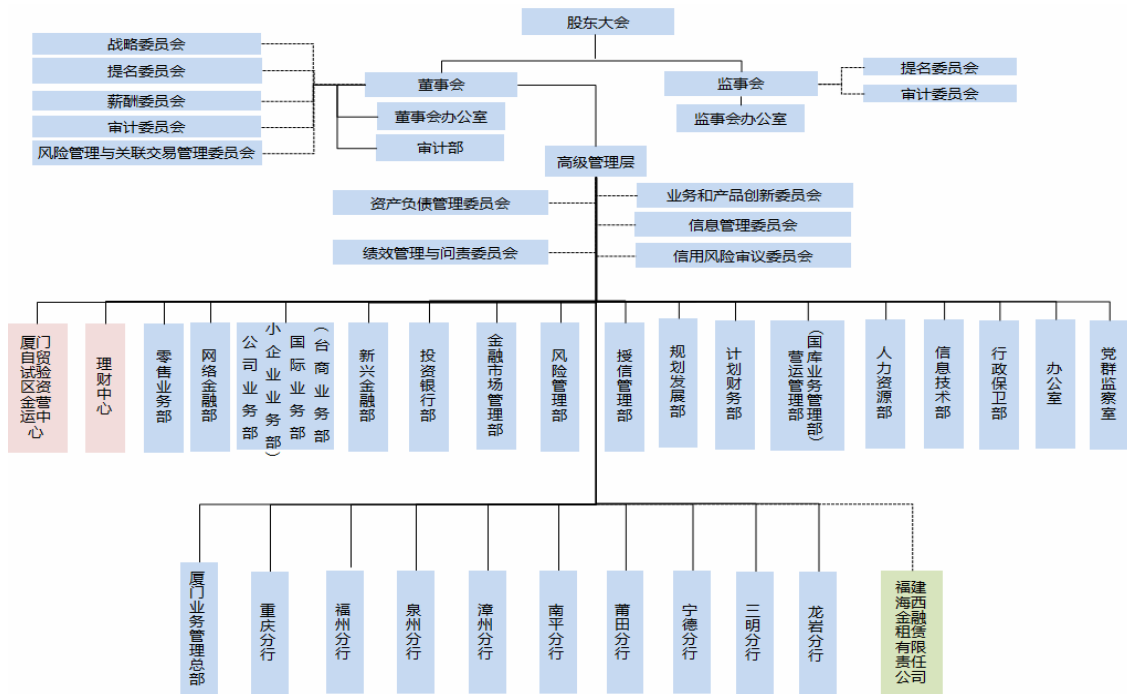 股东大会
战略委员会
提名委员会
薪酬委员会
审计委员会
风险管理与关联交易管理委员会
董事会
董事会办公室
审计部
监事会
监事会办公室
提名委员会
审计委员会
高级管理层
资产负债管理委员会
绩效管理与问责委员会
业务和产品创新委员会
信息管理委员会
信用风险审议委员会
厦自试区金运心
门贸验资营中
理财中心
零售业务部
网络金融部
公司业务部
小企业业务部)
国际业务部
(台商业务部
新兴金融部
投资银行部
金融市场管理部
风险管理部
授信管理部
规划发展部
计划财务部
营运管理部
(国库业务管理部)
人力资源部
信息技术部
行政保卫部
办公室
党群监察室
厦门业务管理总部
重庆分行
福州分行
泉州分行
漳州分行
南平分行
莆田分行
宁德分行
三明分行
龙岩分行
福海金租有责公
建西融赁限任司